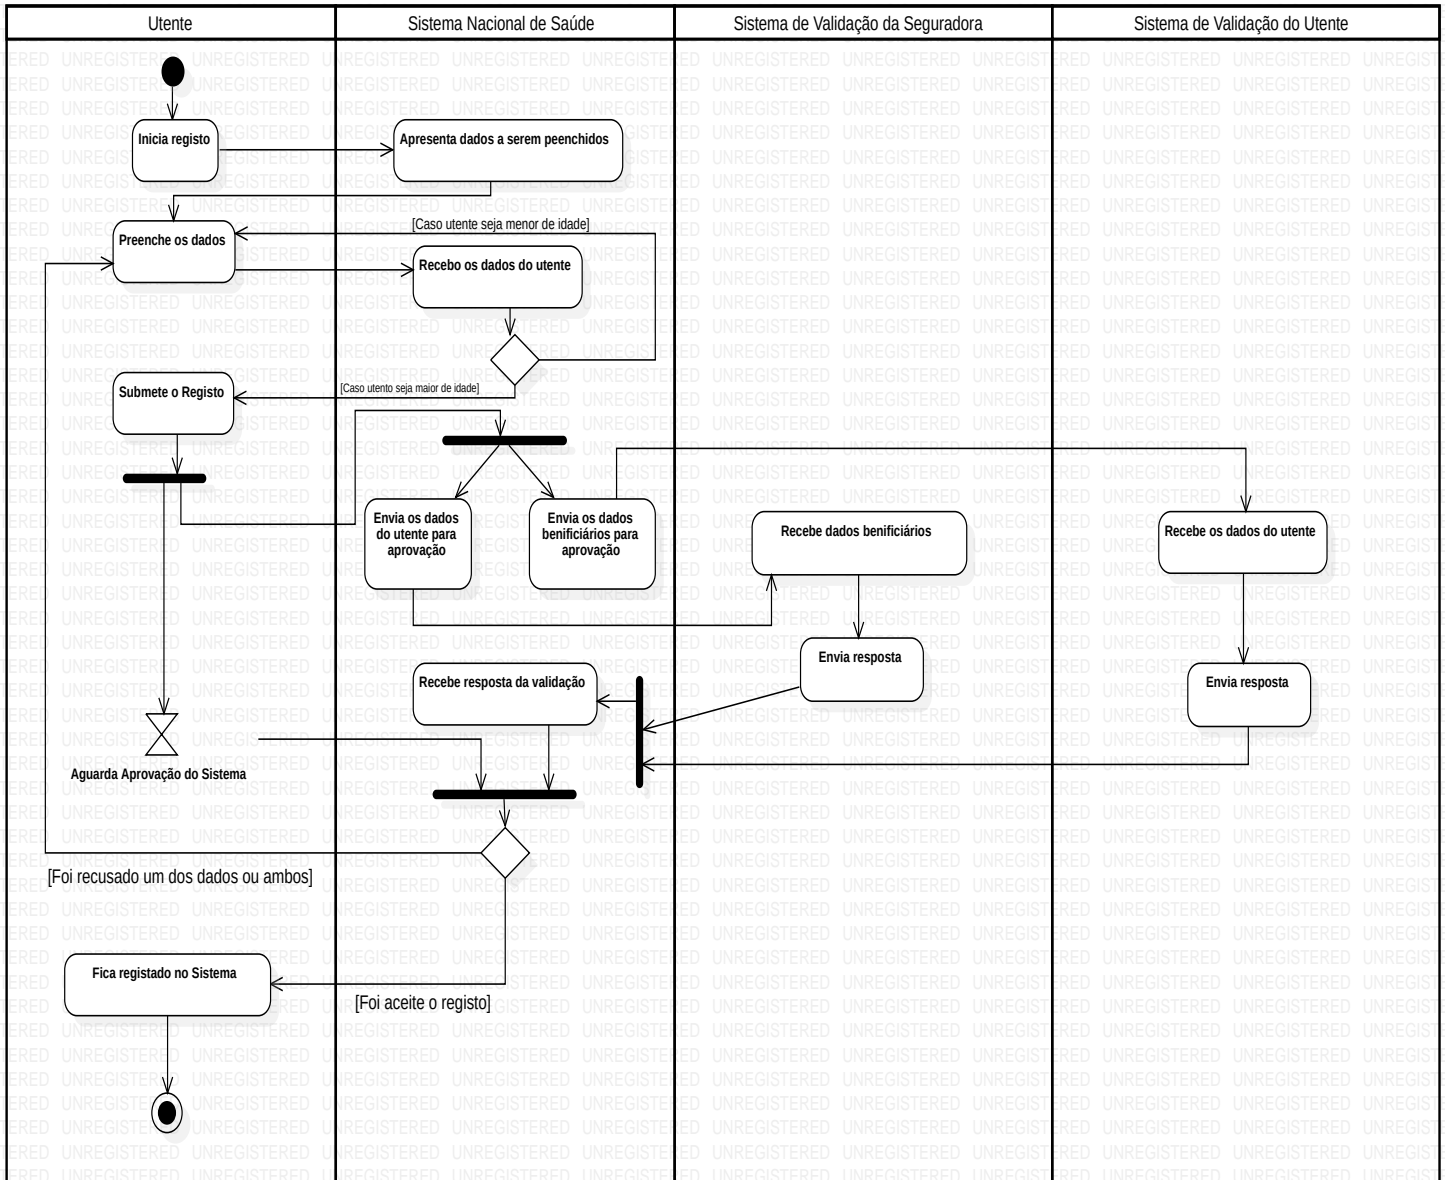 Utente
Sistema Nacional de Saúde
Sistema de Validação da Seguradora
Sistema de Validação do Utente
Inicia registo
Apresenta dados a serem peenchidos
[Caso utente seja menor de idade]
Preenche os dados
Recebo os dados do utente
[Caso utento seja maior de idade]
Submete o Registo
Envia os dados
do utente para
aprovação
Envia os dados
benificiários para
aprovação
Recebe dados benificiários
Recebe os dados do utente
Envia resposta
Recebe resposta da validação
Envia resposta
Aguarda Aprovação do Sistema
[Foi recusado um dos dados ou ambos]
Fica registado no Sistema
[Foi aceite o registo]
UNREGISTERED